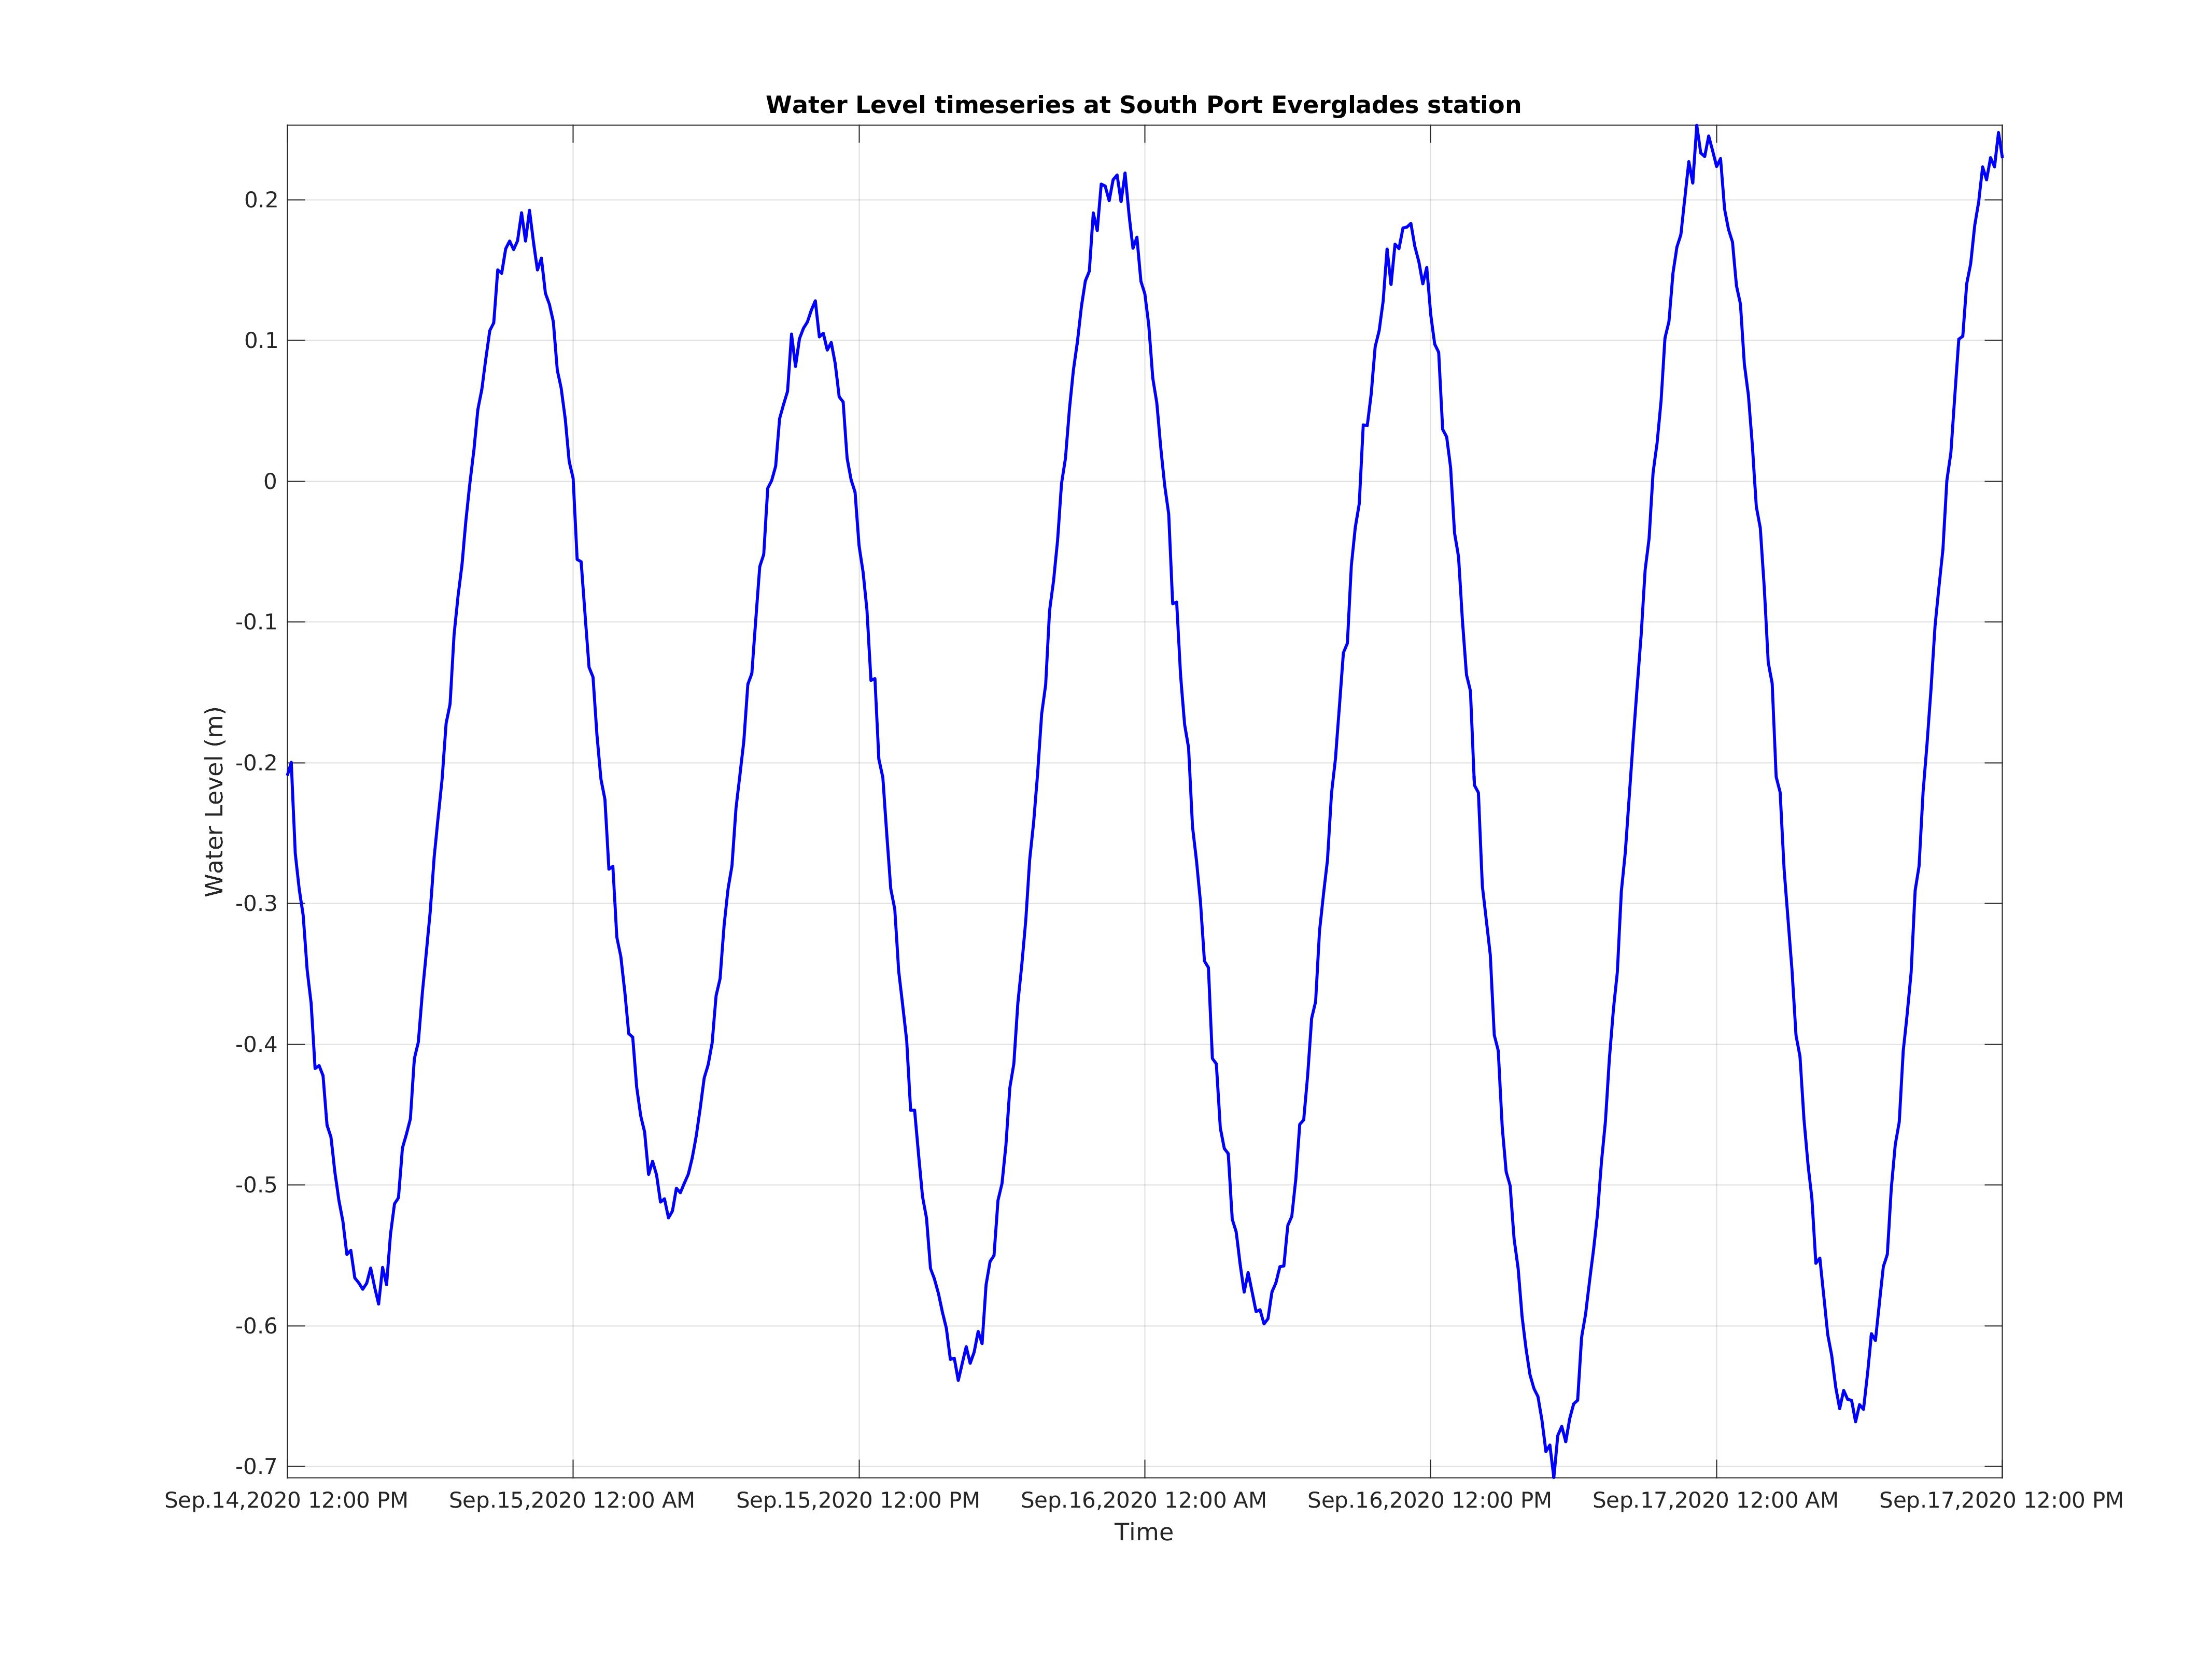 Water Level timeseries at South Port Everglades station
0.2
0.1
0
-0.1
-0.2
-0.3
-0.4
-0.5
-0.6
-0.7
Water Level (m)
Sep.14,2020 12:00 PM Sep.15,2020 12:00 AM Sep.15,2020 12:00 PM Sep.16,2020 12:00 AM Sep.16,2020 12:00 PM Sep.17,2020 12:00 AM Sep.17,2020 12:00 PM
Time